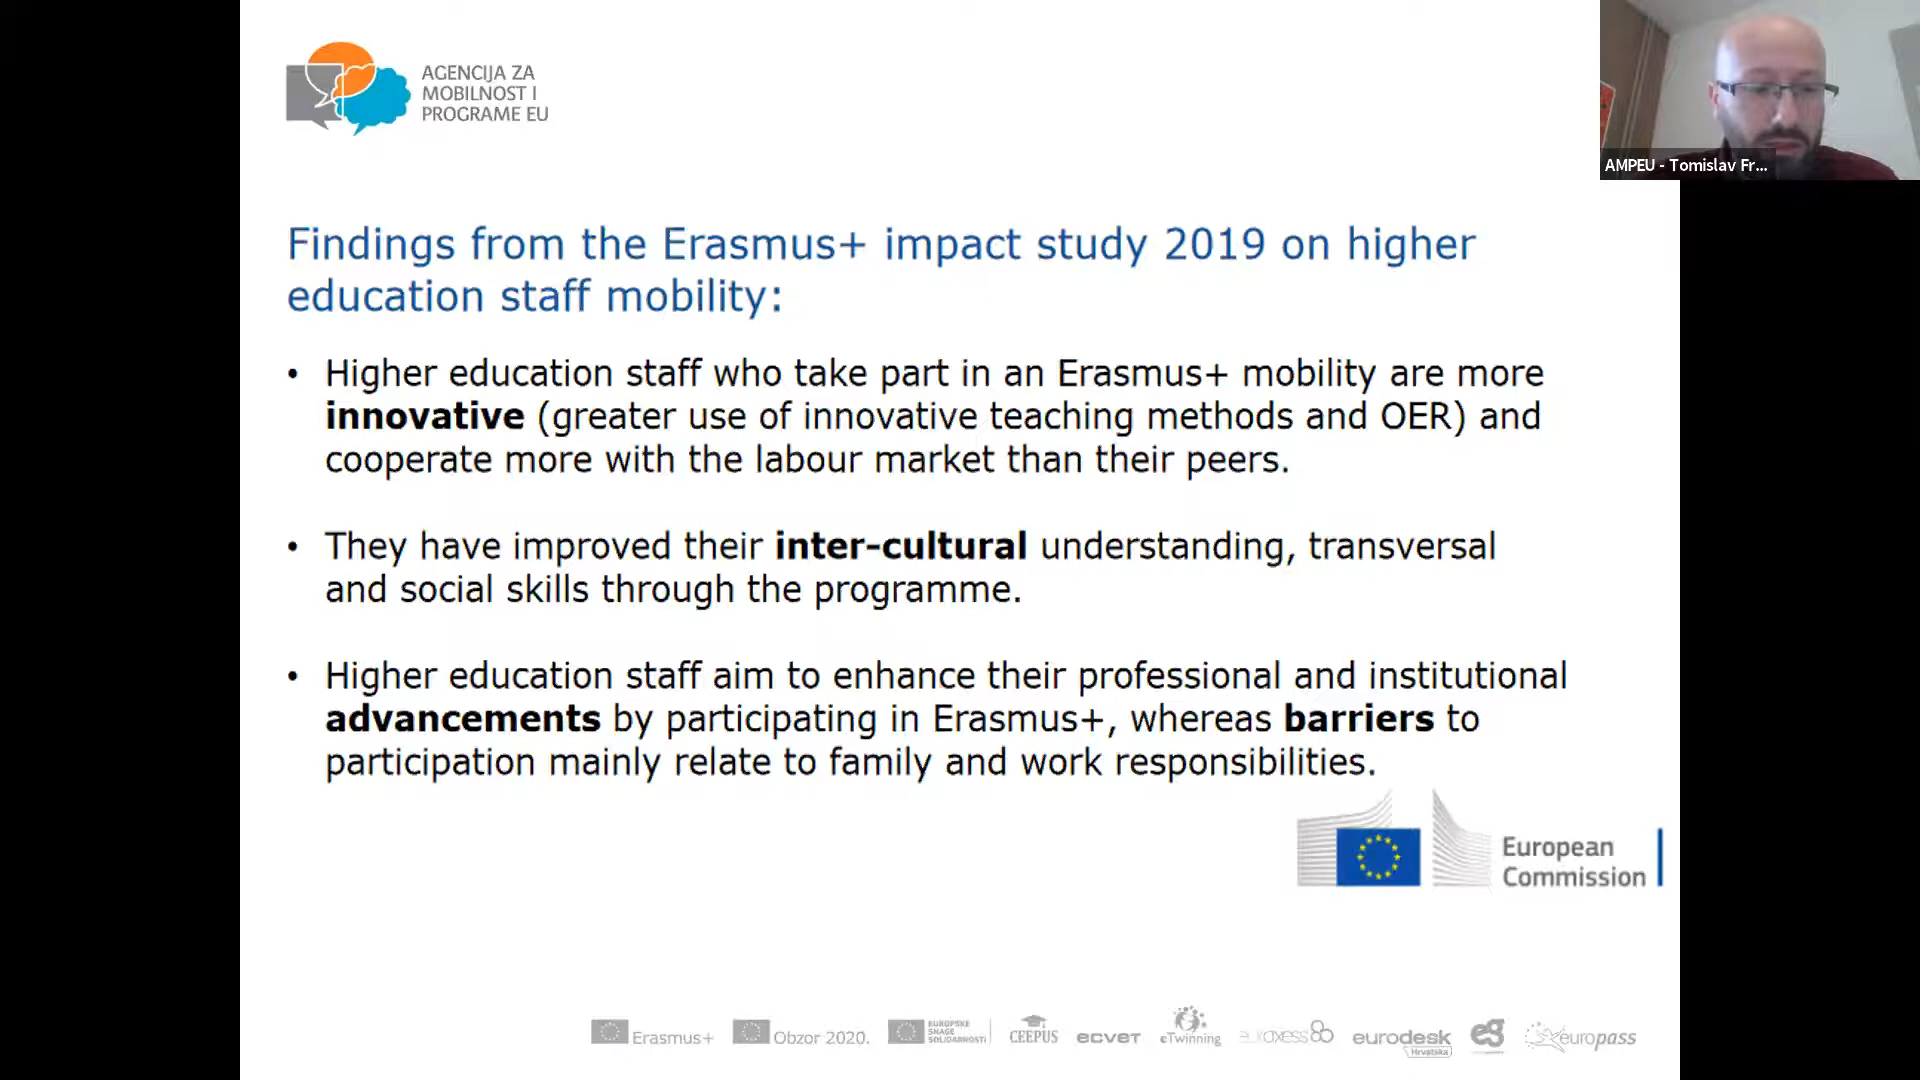 AGENCIJA ZA
MOBILNOST I
PROGRAME EU
AMPEU - Tomislav Fr...
Findings from the Erasmus+ impact study 2019 on higher
education staff mobility:
• Higher education staff who take part in an Erasmus+ mobility are more
innovative (greater use of innovative teaching methods and OER) and
cooperate more with the labour market than their peers.
• They have improved their inter-cultural understanding, transversal
and social skills through the programme.
• Higher education staff aim to enhance their professional and institutional
advancements by participating in Erasmus+, whereas barriers to
participation mainly relate to family and work responsibilities.
European
Commission
Erasmus+
Obzor 2020.
EUROPSKE
SNAGE
SOLIDARNOSTI
CEEPUS
ecvet
eTwinning
euraxess
eurodesk
Hrvatska
europass